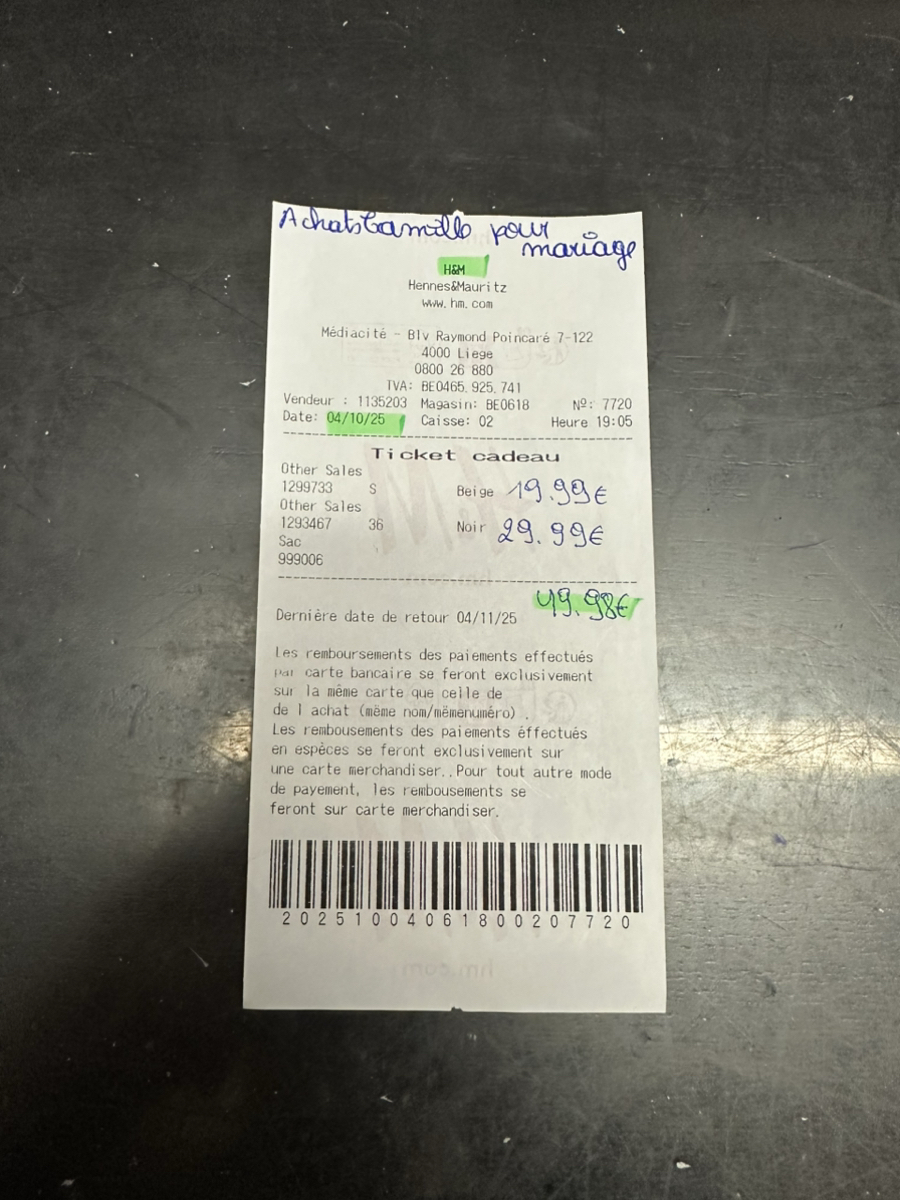 Achats Camille pour
mariage
H&M
Hennes&Mauritz
www.hm.com
Médiacité - Blv Raymond Poincaré 7-122
4000 Liege
0800 26 880
TVA: BE0465.925.741
Vendeur : 1135203 Magasin: BE0618 Nº: 7720
Date: 04/10/25 Caisse: 02 Heure 19:05
Ticket cadeau
Other Sales
1299733 S Beige 19.99€
Other Sales
1293467 36 Noir 29.99€
Sac
999006
49.98€
Dernière date de retour 04/11/25
Les remboursements des paiements effectués
par carte bancaire se feront exclusivement
sur la même carte que celle de
de l achat (même nom/mêmenuméro) .
Les rembousements des paiements éffectués
en espèces se feront exclusivement sur
une carte merchandiser..Pour tout autre mode
de payement, les rembousements se
feront sur carte merchandiser.
2025100406180020 7720